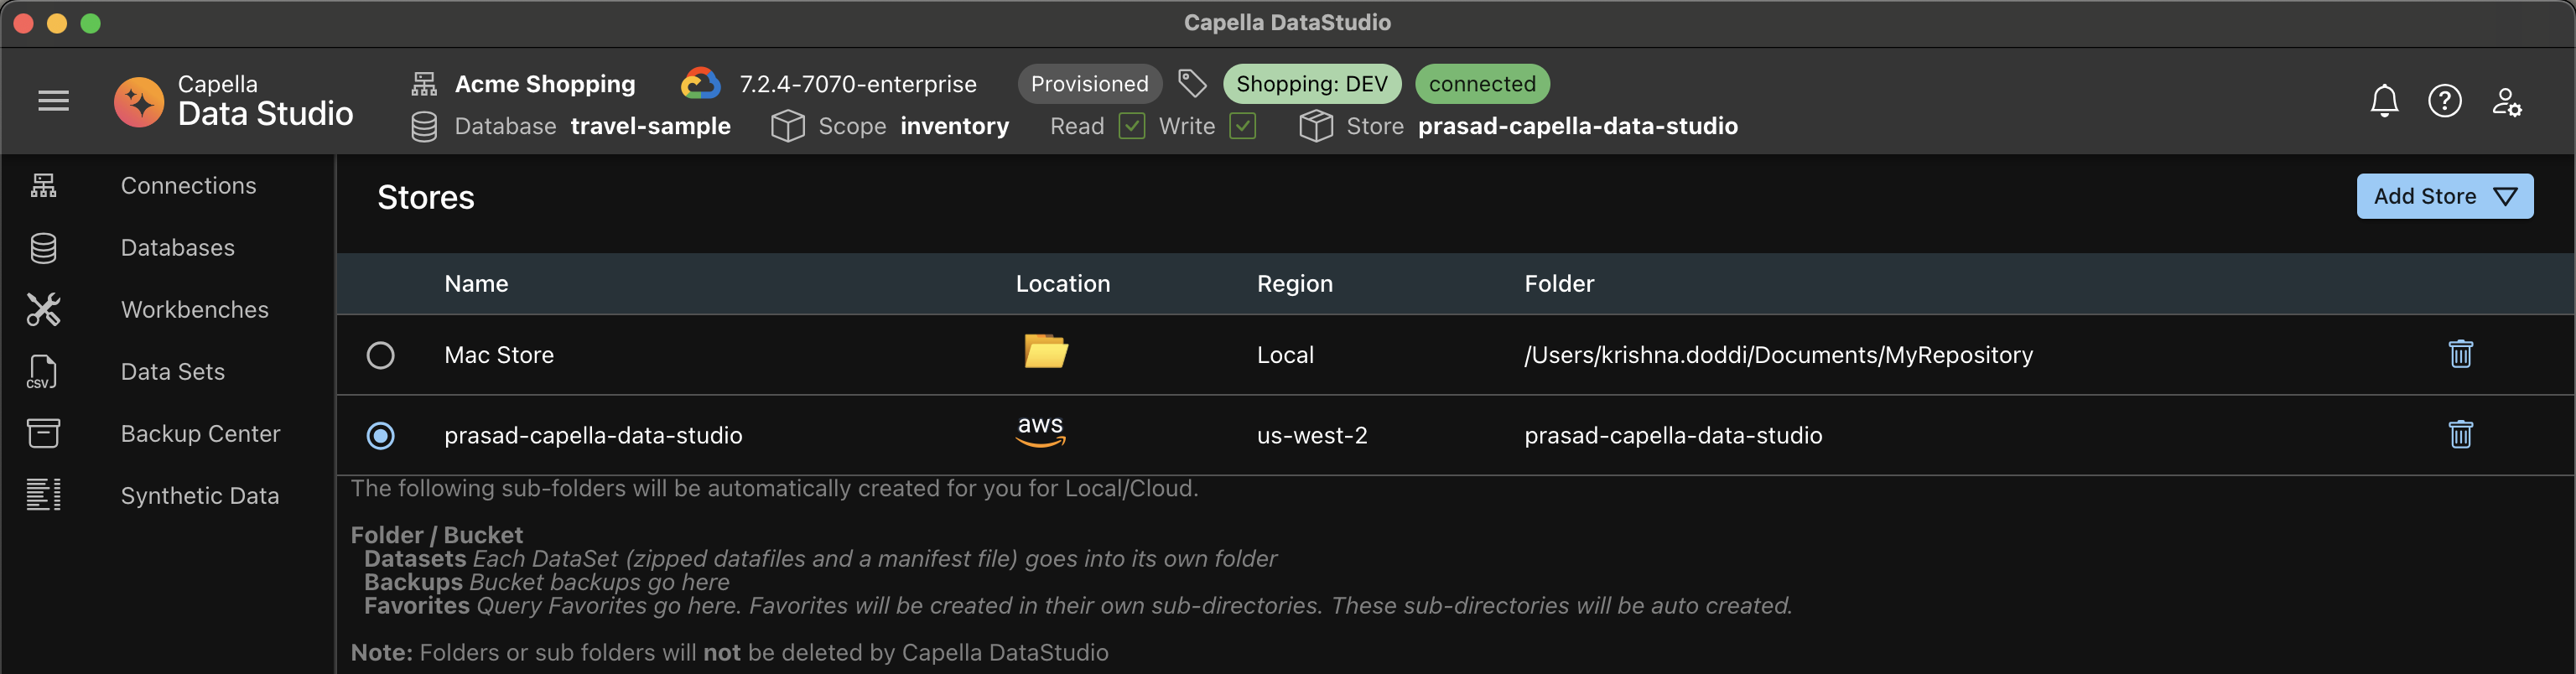 Capella DataStudio
Capella
Data Studio
Acme Shopping 7.2.4-7070-enterprise Provisioned Shopping: DEV connected
Database travel-sample Scope inventory Read Write Store prasad-capella-data-studio
Connections
Databases
Workbenches
CSV Data Sets
Backup Center
Synthetic Data
Stores
Add Store
Name Location Region Folder
Mac Store Local /Users/krishna.doddi/Documents/MyRepository
prasad-capella-data-studio aws us-west-2 prasad-capella-data-studio
The following sub-folders will be automatically created for you for Local/Cloud.
Folder / Bucket
Datasets Each DataSet (zipped datafiles and a manifest file) goes into its own folder
Backups Bucket backups go here
Favorites Query Favorites go here. Favorites will be created in their own sub-directories. These sub-directories will be auto created.
Note: Folders or sub folders will not be deleted by Capella DataStudio